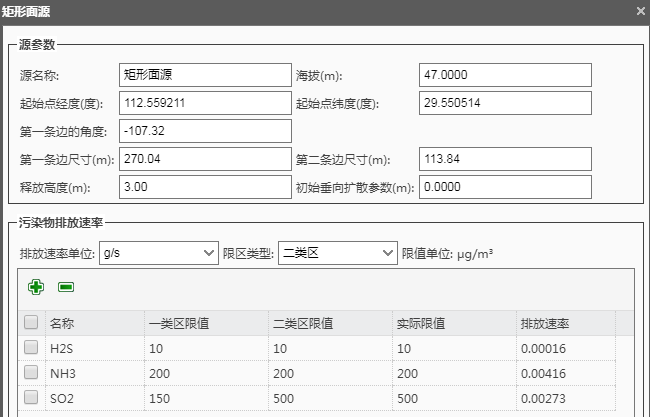 矩形面源
源参数
源名称: 矩形面源 海拔(m): 47.0000
起始点经度(度): 112.559211 起始点纬度(度): 29.550514
第一条边的角度: -107.32
第一条边尺寸(m): 270.04 第二条边尺寸(m): 113.84
释放高度(m): 3.00 初始垂向扩散参数(m): 0.0000
污染物排放速率
排放速率单位: g/s 限区类型: 二类区 限值单位: μg/m³
名称 一类区限值 二类区限值 实际限值 排放速率
H2S 10 10 10 0.00016
NH3 200 200 200 0.00416
SO2 150 500 500 0.00273